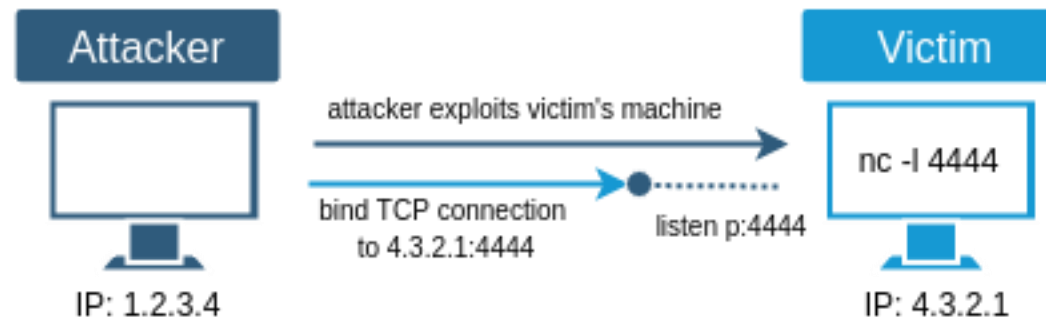 Attacker
Victim
attacker exploits victim's machine
nc -l 4444
bind TCP connection
to 4.3.2.1:4444
listen p:4444
IP: 1.2.3.4
IP: 4.3.2.1